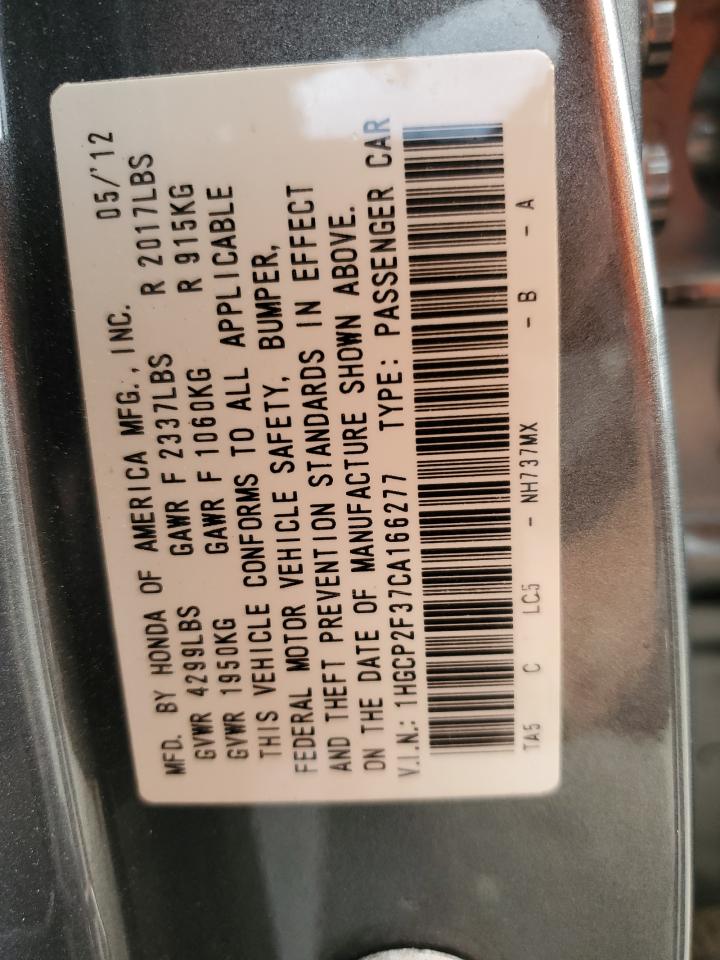 MFD. BY HONDA OF AMERICA MFG., INC. 05/'12
GVWR 4299LBS GAWR F 2337LBS R 2017LBS
GVWR 1950KG GAWR F 1060KG R 915KG
THIS VEHICLE CONFORMS TO ALL APPLICABLE
FEDERAL MOTOR VEHICLE SAFETY, BUMPER,
AND THEFT PREVENTION STANDARDS IN EFFECT
ON THE DATE OF MANUFACTURE SHOWN ABOVE.
V.I.N.: 1HGCP2F37CA166277 TYPE: PASSENGER CAR
TA5 C LC5 - NH737MX - B - A